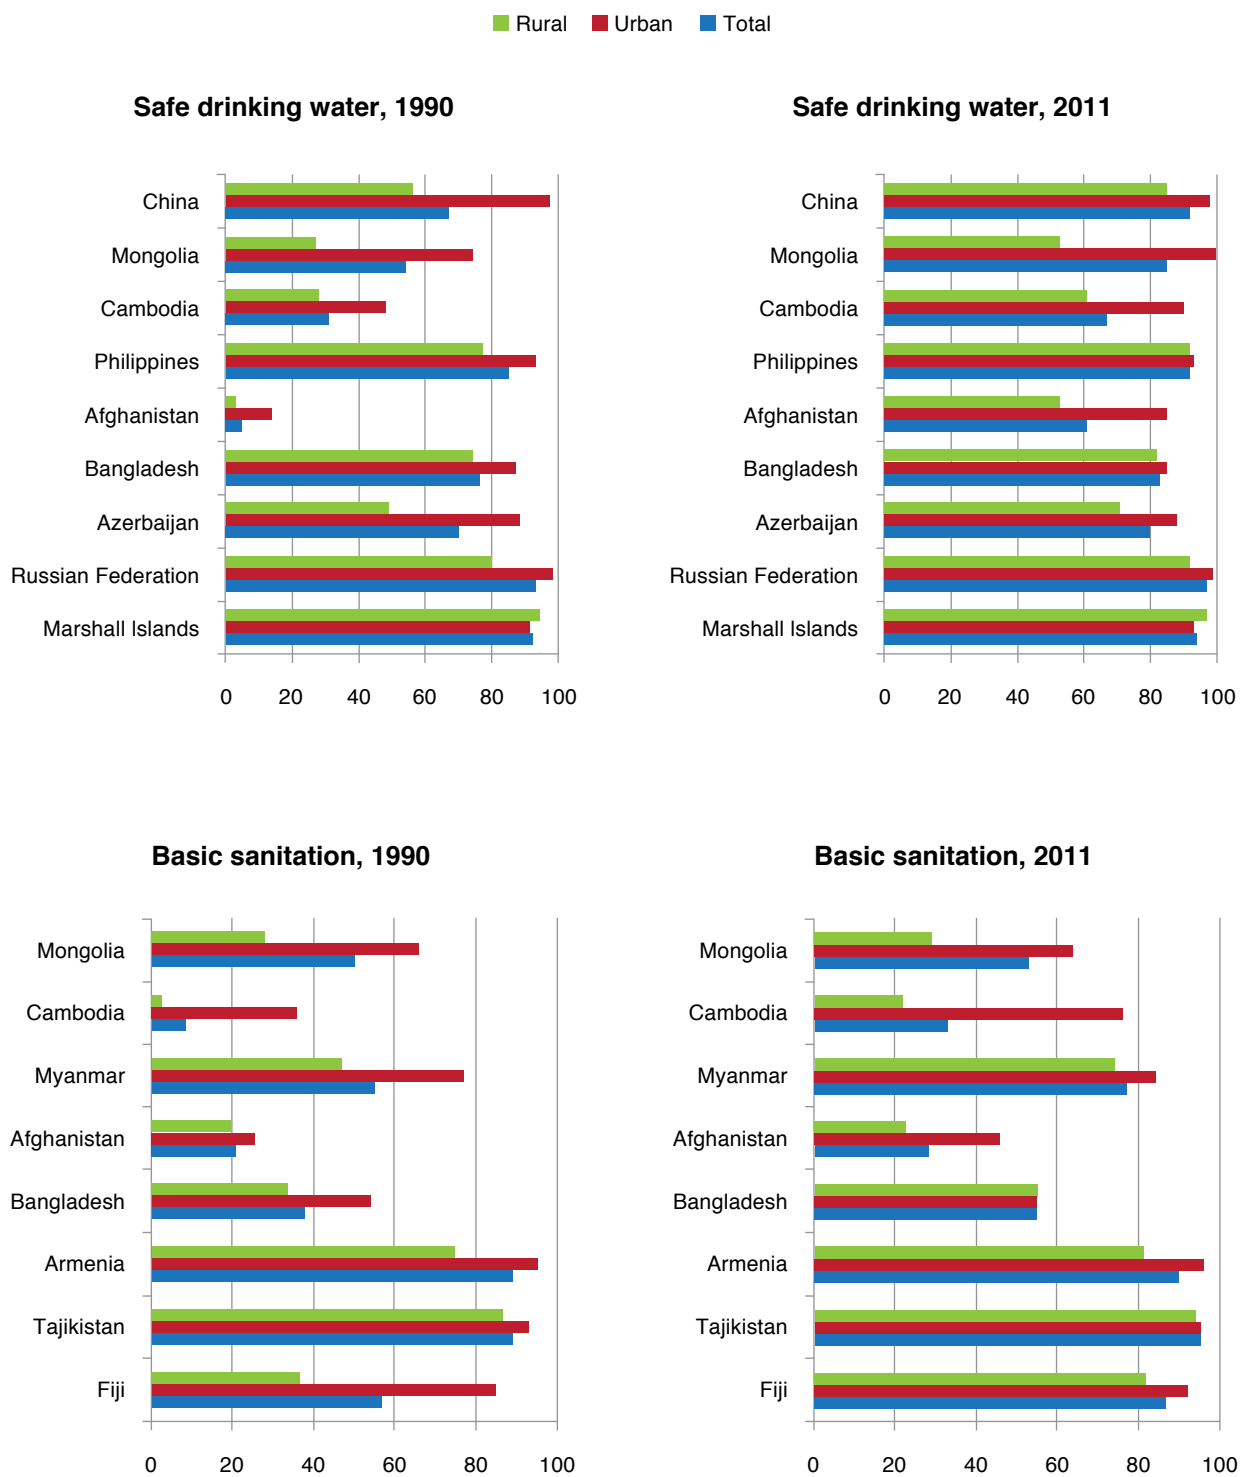 Rural Urban Total
Safe drinking water, 1990
China
Mongolia
Cambodia
Philippines
Afghanistan
Bangladesh
Azerbaijan
Russian Federation
Marshall Islands
0 20 40 60 80 100
Safe drinking water, 2011
China
Mongolia
Cambodia
Philippines
Afghanistan
Bangladesh
Azerbaijan
Russian Federation
Marshall Islands
0 20 40 60 80 100
Basic sanitation, 1990
Mongolia
Cambodia
Myanmar
Afghanistan
Bangladesh
Armenia
Tajikistan
Fiji
0 20 40 60 80 100
Basic sanitation, 2011
Mongolia
Cambodia
Myanmar
Afghanistan
Bangladesh
Armenia
Tajikistan
Fiji
0 20 40 60 80 100